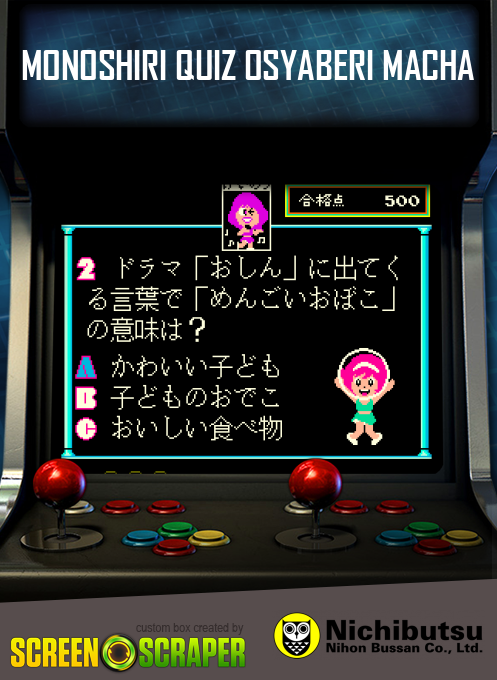 MONOSHIRI QUIZ OSYABERI MACHA
合格点 500
2 ドラマ「おしん」に出てく
る言葉で「めんごいおぼこ」
の意味は？
A かわいい子ども
B 子どものおでこ
C おいしい食べ物
custom box created by
SCREEN SCRAPER
Nichibutsu
Nihon Bussan Co., Ltd.